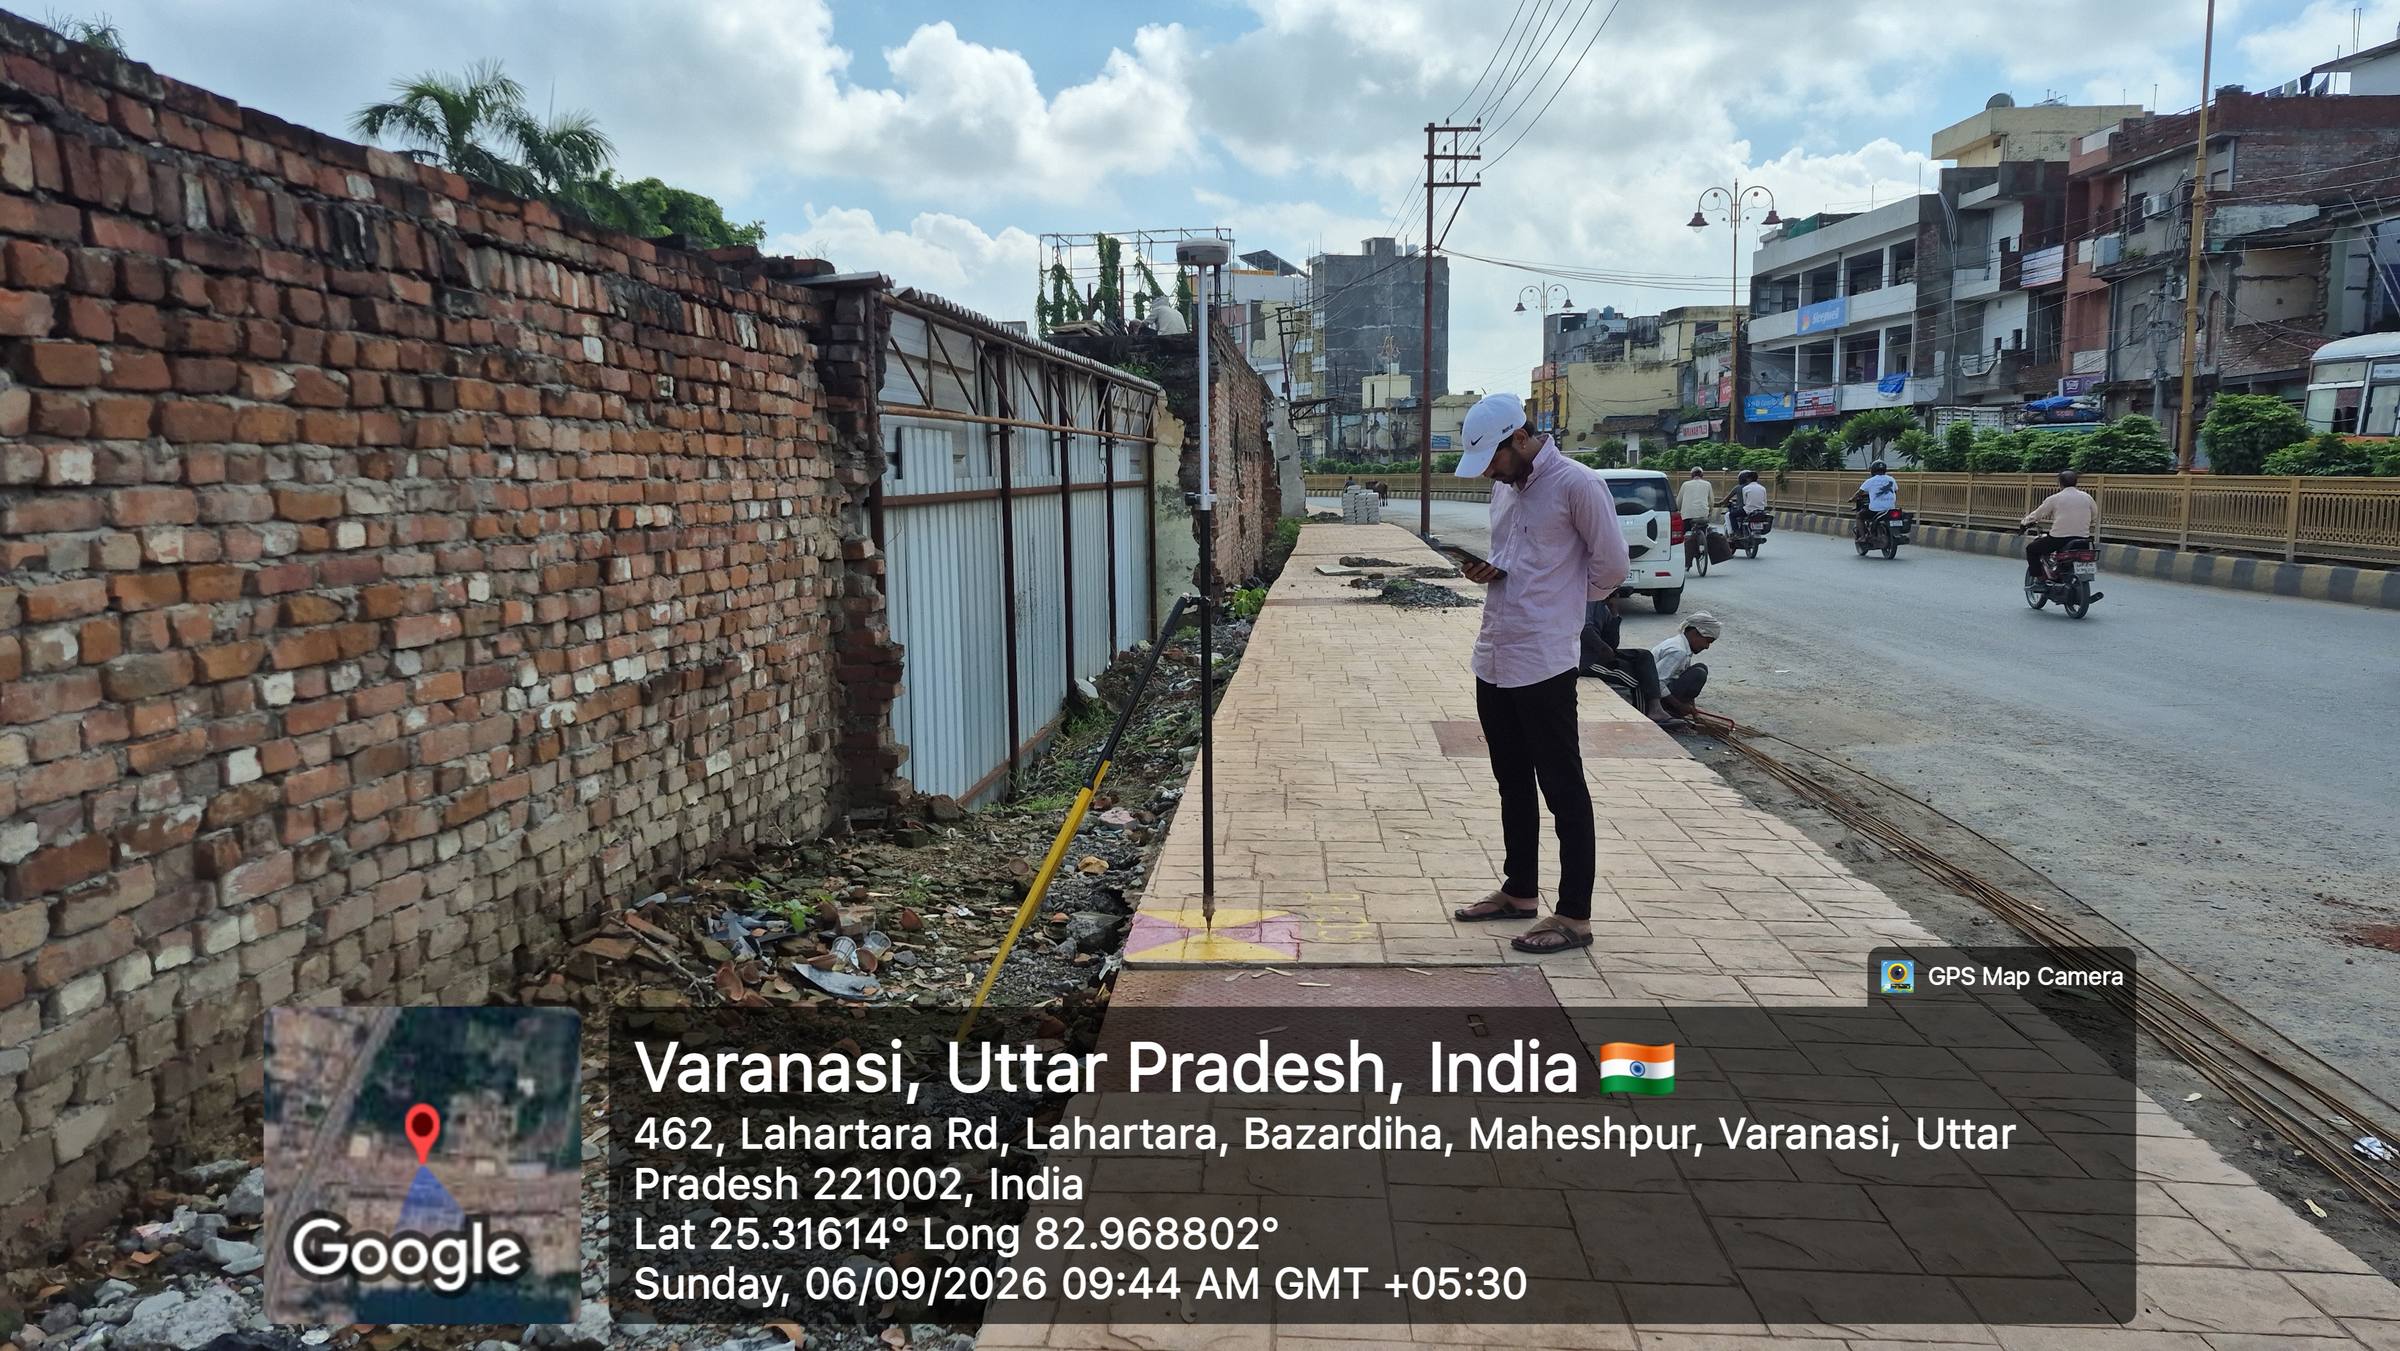 Sleepwell
GPS Map Camera
Varanasi, Uttar Pradesh, India
462, Lahartara Rd, Lahartara, Bazardiha, Maheshpur, Varanasi, Uttar
Pradesh 221002, India
Lat 25.31614° Long 82.968802°
Sunday, 06/09/2026 09:44 AM GMT +05:30
Google